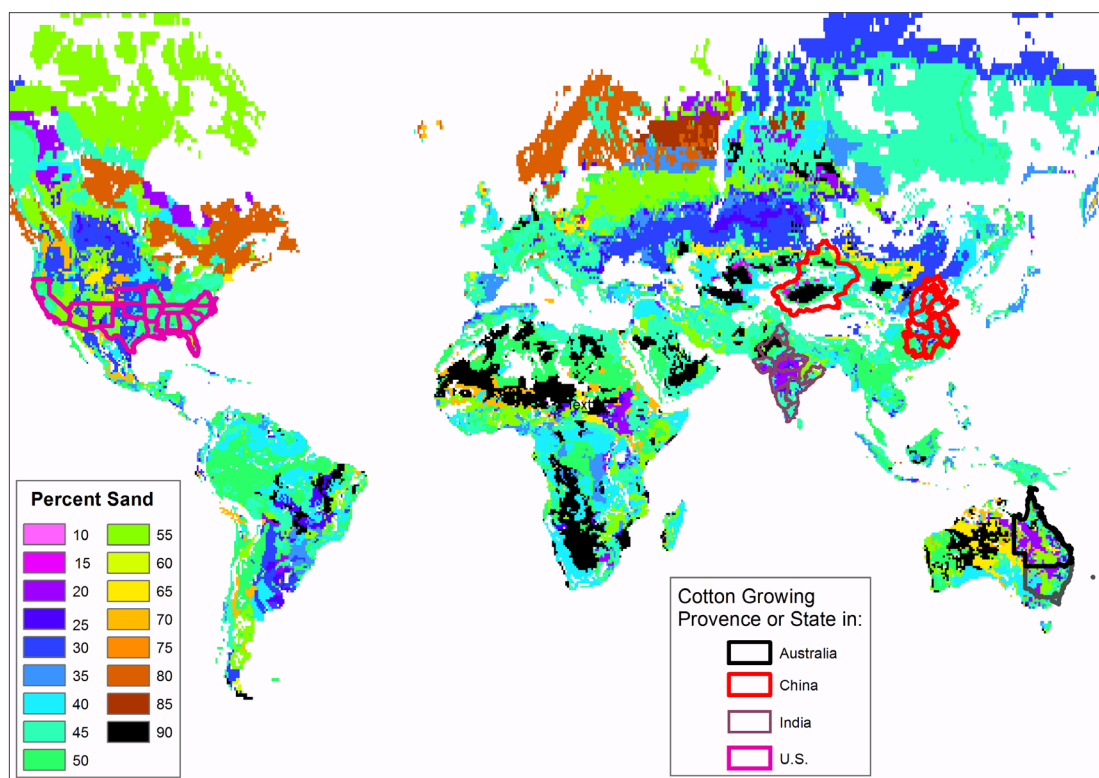 Text
Percent Sand
10 55
15 60
20 65
25 70
30 75
35 80
40 85
45 90
50
Cotton Growing
Provence or State in:
Australia
China
India
U.S.